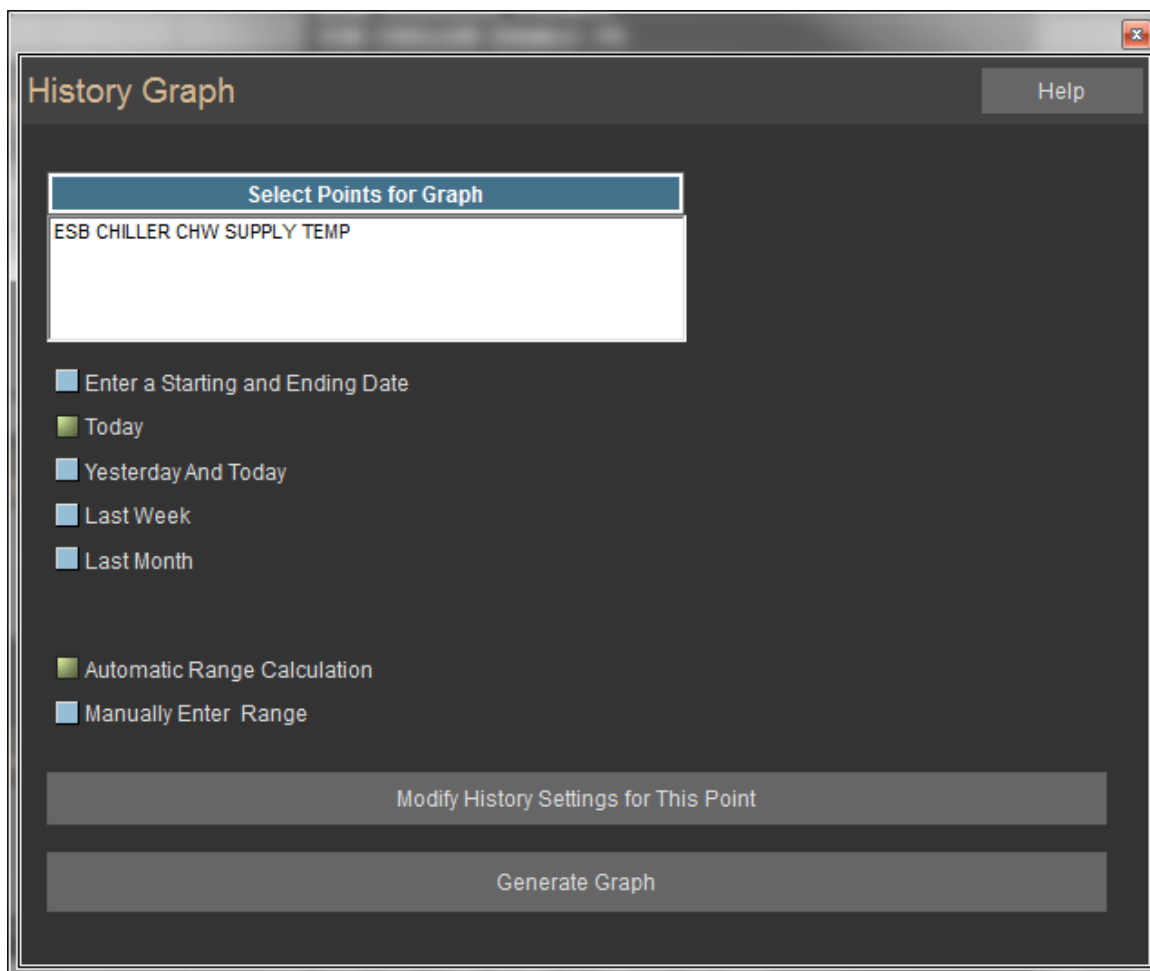 History Graph
Help
Select Points for Graph
ESB CHILLER CHW SUPPLY TEMP
Enter a Starting and Ending Date
Today
Yesterday And Today
Last Week
Last Month
Automatic Range Calculation
Manually Enter Range
Modify History Settings for This Point
Generate Graph